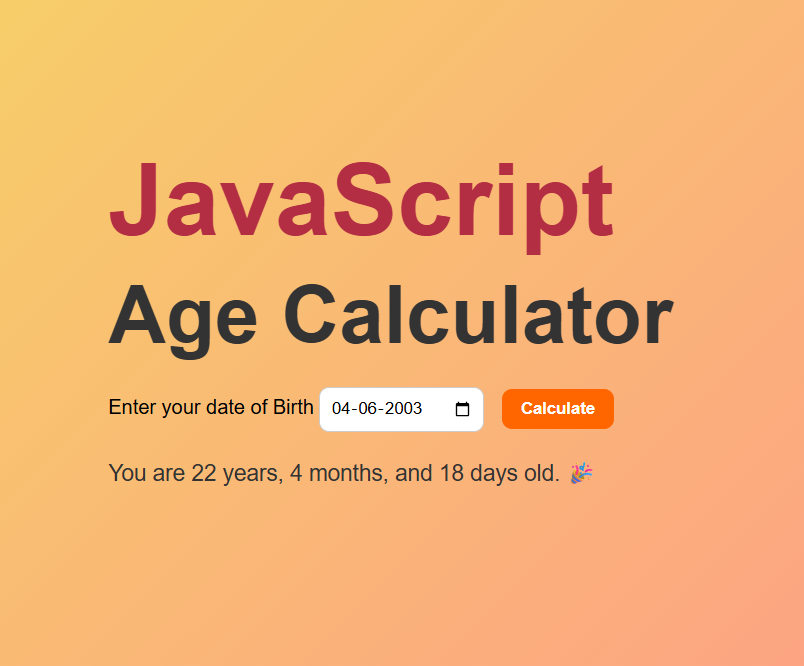 JavaScript
Age Calculator
Enter your date of Birth 04-06-2003 Calculate
You are 22 years, 4 months, and 18 days old. 🎉